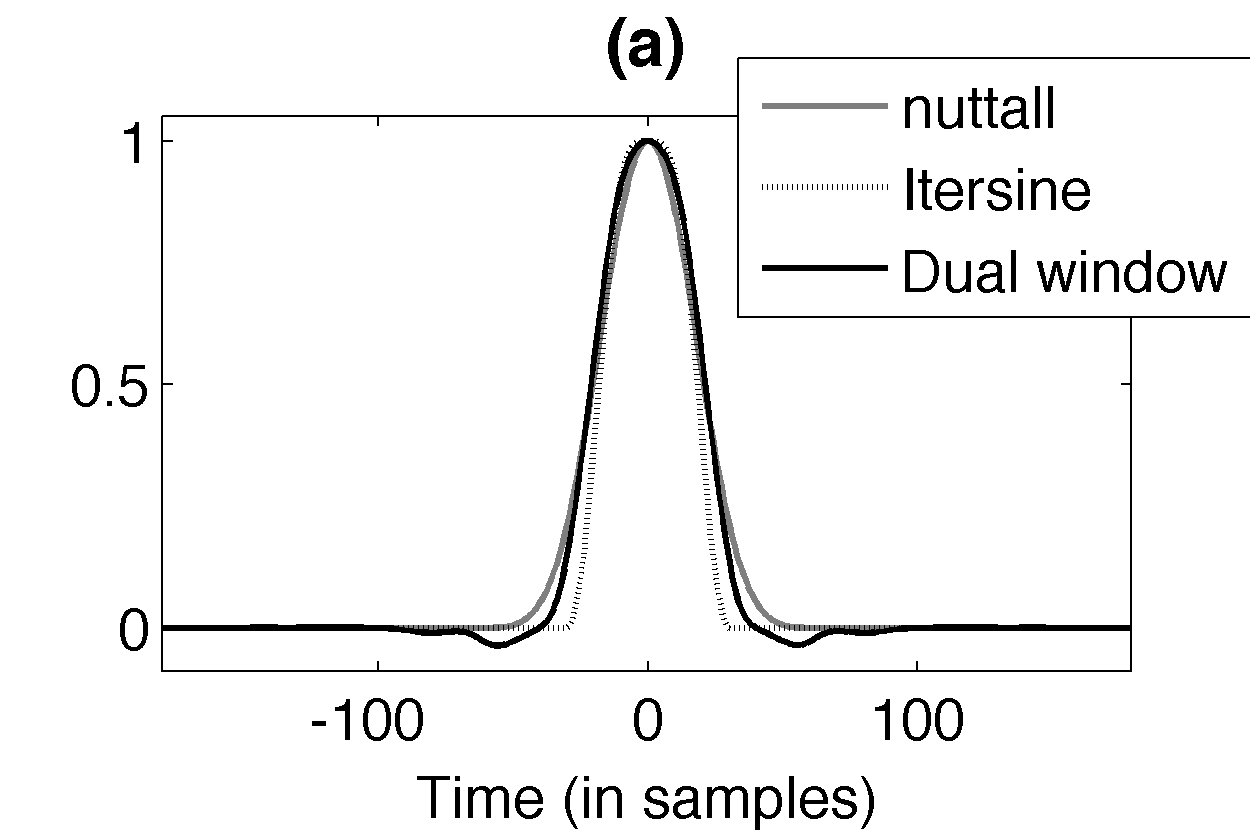 (a)
nuttall
Itersine
Dual window
1
0.5
0
-100 0 100
Time (in samples)